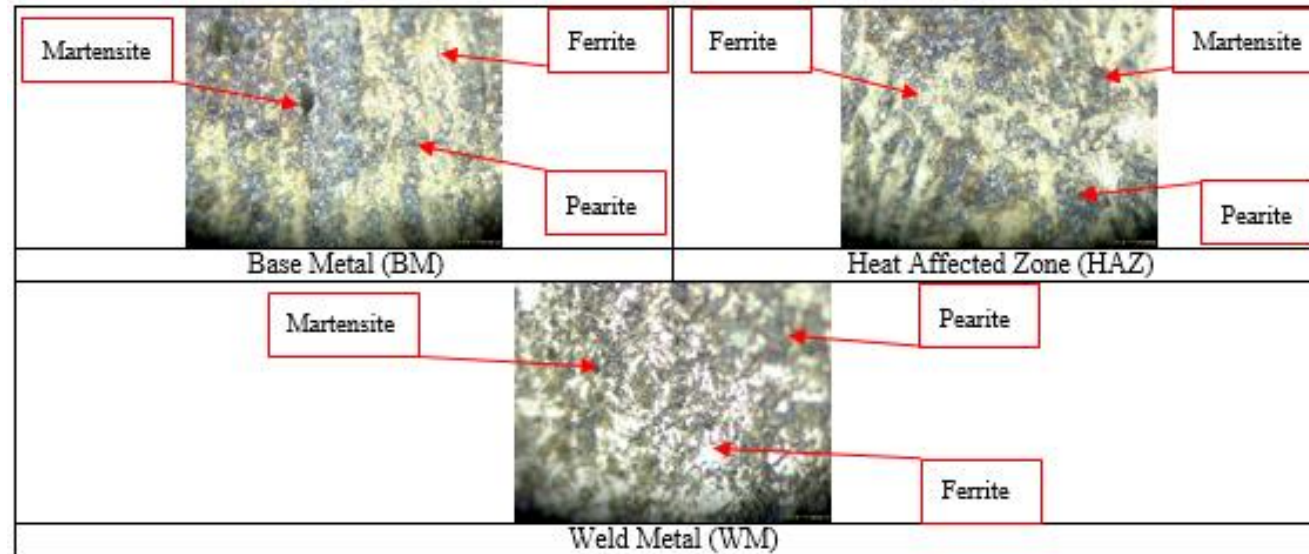 Martensite
Ferrite
Pearite
Ferrite
Martensite
Pearite
Base Metal (BM)
Heat Affected Zone (HAZ)
Martensite
Pearite
Ferrite
Weld Metal (WM)